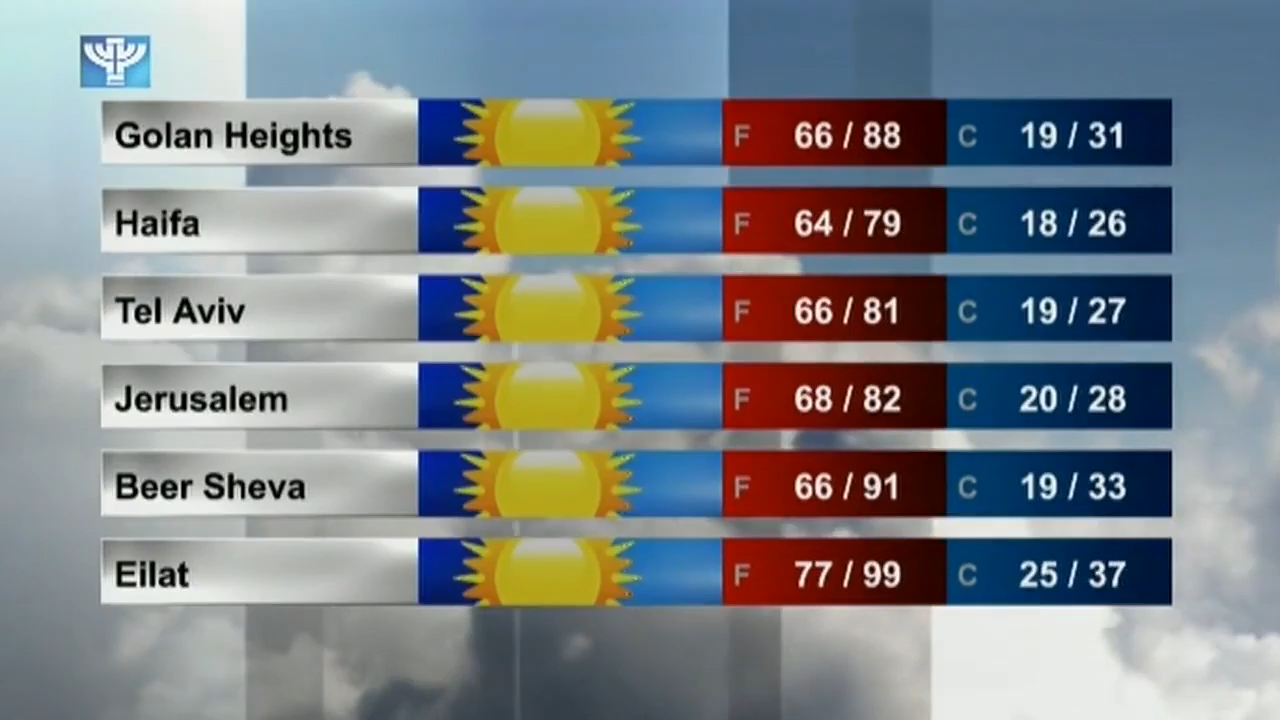 Golan Heights F 66 / 88 C 19 / 31
Haifa F 64 / 79 C 18 / 26
Tel Aviv F 66 / 81 C 19 / 27
Jerusalem F 68 / 82 C 20 / 28
Beer Sheva F 66 / 91 C 19 / 33
Eilat F 77 / 99 C 25 / 37